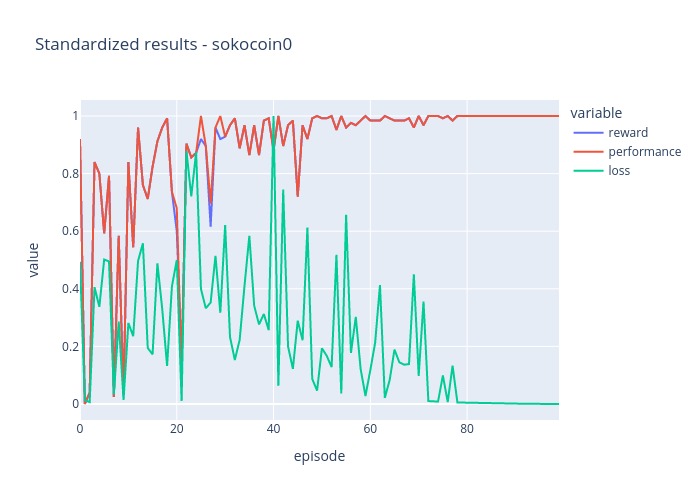 Standardized results - sokocoin0
variable
reward
performance
loss
value
1
0.8
0.6
0.4
0.2
0
0
20
40
60
80
episode